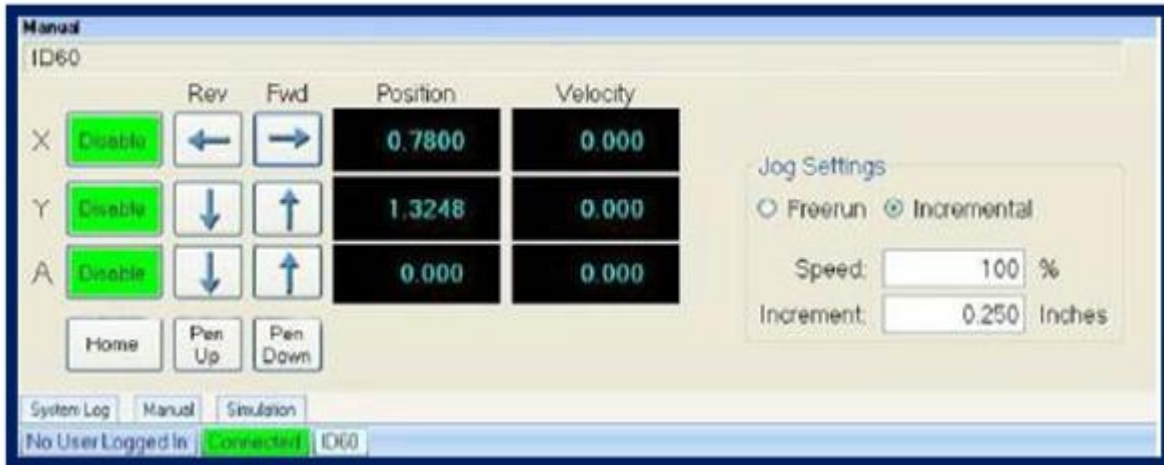 Manual
ID60
Rev Fwd Position Velocity
X Disable 0.7800 0.000
Y Disable 1.3248 0.000
A Disable 0.000 0.000
Home Pen Up Pen Down
Jog Settings
Freerun Incremental
Speed: 100 %
Increment: 0.250 Inches
System Log Manual Simulation
No User Logged In Connected ID60